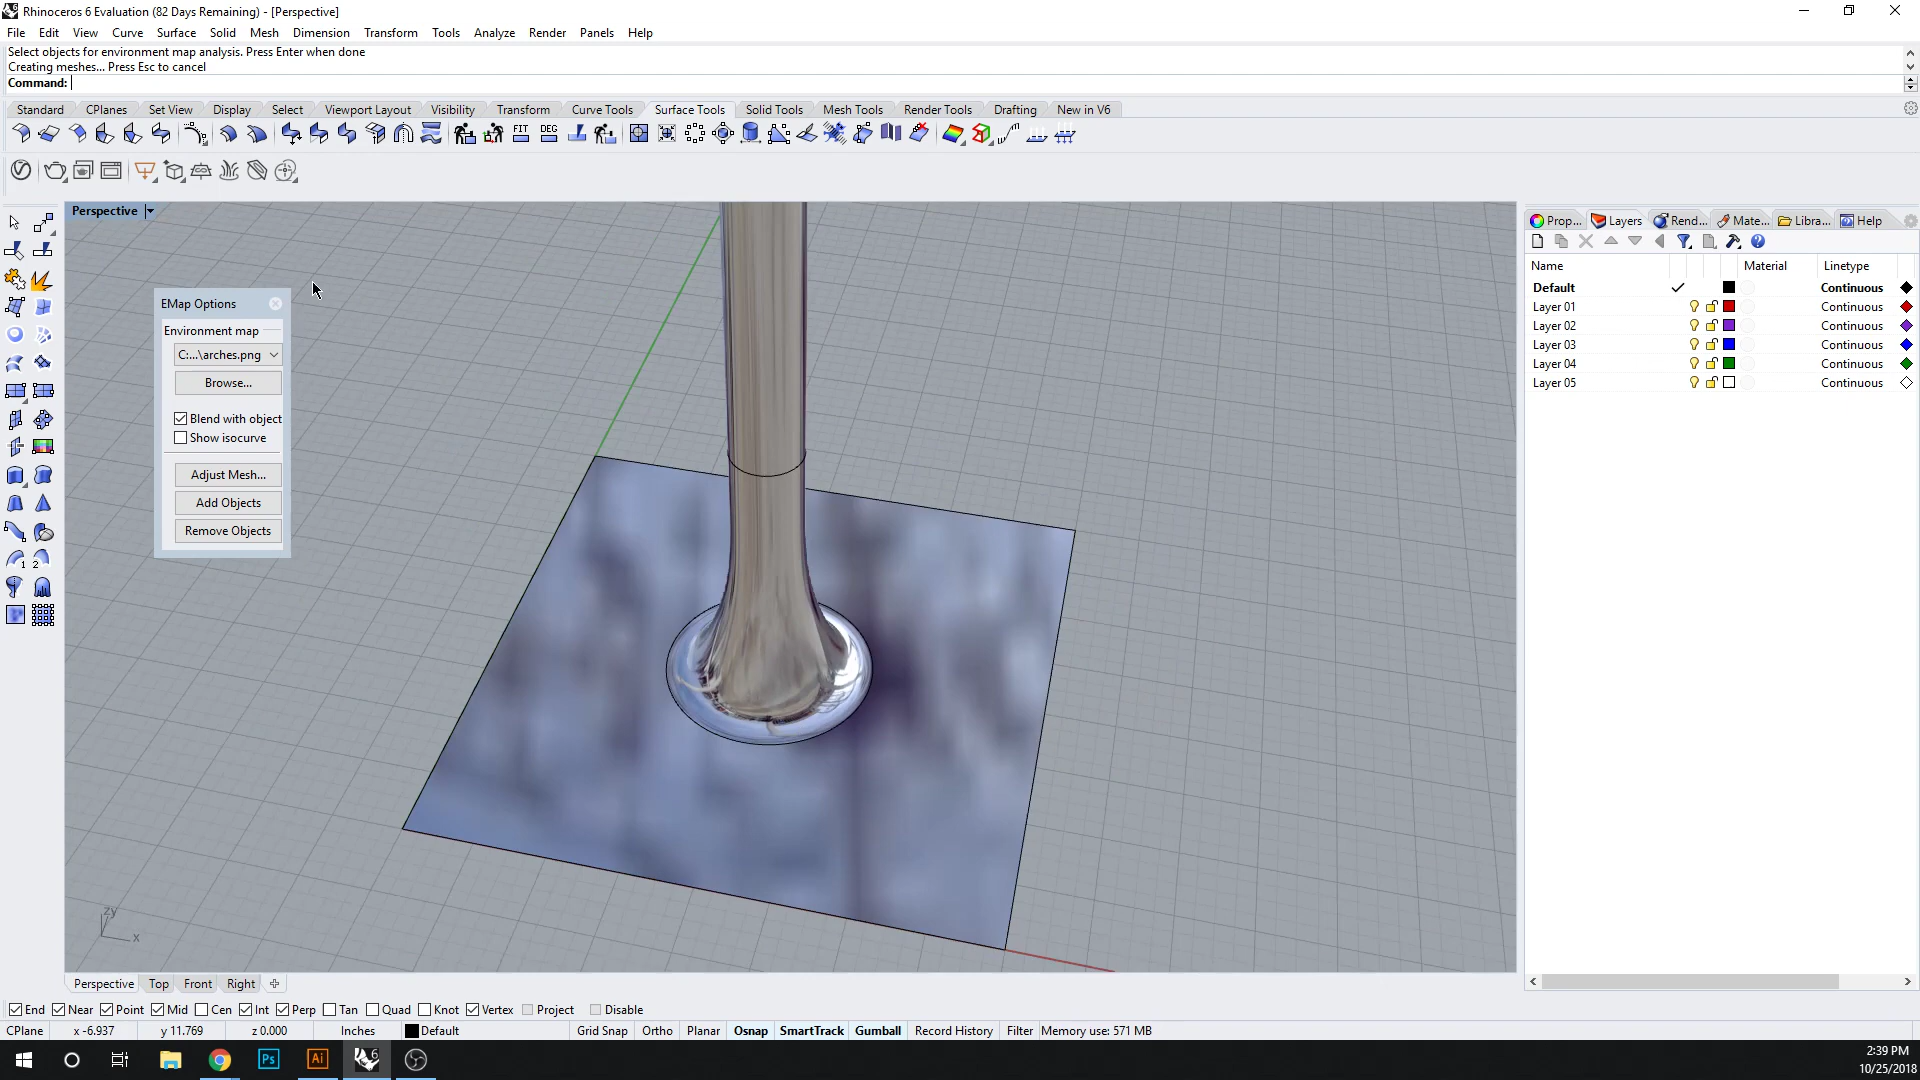 Rhinoceros 6 Evaluation (82 Days Remaining) - [Perspective]
File Edit View Curve Surface Solid Mesh Dimension Transform Tools Analyze Render Panels Help
Select objects for environment map analysis. Press Enter when done
Creating meshes... Press Esc to cancel
Command:
Standard CPlanes Set View Display Select Viewport Layout Visibility Transform Curve Tools Surface Tools Solid Tools Mesh Tools Render Tools Drafting New in V6
FIT DEG
Perspective
Prop... Layers Rend... Mate... Libra... Help
Name Material Linetype
Default Continuous
Layer 01 Continuous
Layer 02 Continuous
Layer 03 Continuous
Layer 04 Continuous
Layer 05 Continuous
EMap Options
Environment map
C:...\arches.png
Browse...
Blend with object
Show isocurve
Adjust Mesh...
Add Objects
Remove Objects
1 2
zy
x
Perspective Top Front Right
End Near Point Mid Cen Int Perp Tan Quad Knot Vertex Project Disable
CPlane x -6.937 y 11.769 z 0.000 Inches Default Grid Snap Ortho Planar Osnap SmartTrack Gumball Record History Filter Memory use: 571 MB
Ps Ai 6
2:39 PM
10/25/2018